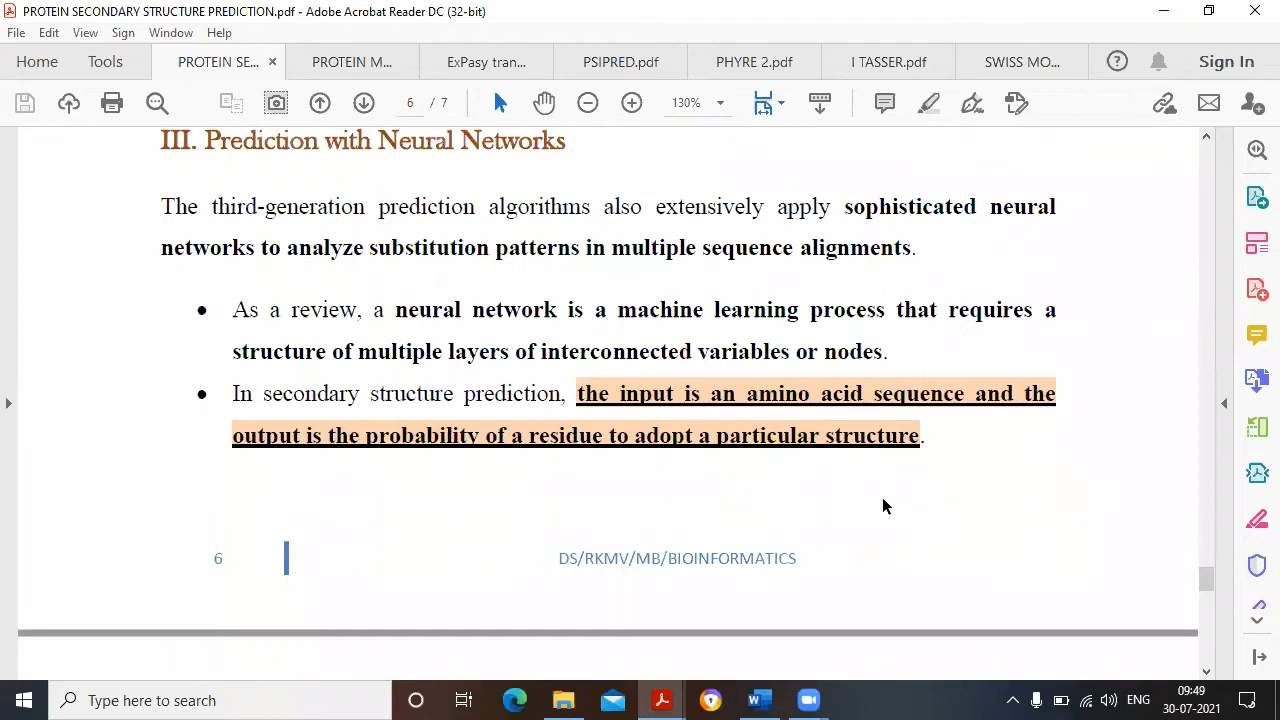 PROTEIN SECONDARY STRUCTURE PREDICTION.pdf - Adobe Acrobat Reader DC (32-bit)
File Edit View Sign Window Help
Home Tools PROTEIN SE... × PROTEIN M... ExPasy tran... PSIPRED.pdf PHYRE 2.pdf I TASSER.pdf SWISS MO... Sign In
6 / 7 130%
III. Prediction with Neural Networks
The third-generation prediction algorithms also extensively apply sophisticated neural
networks to analyze substitution patterns in multiple sequence alignments.
• As a review, a neural network is a machine learning process that requires a
structure of multiple layers of interconnected variables or nodes.
• In secondary structure prediction, the input is an amino acid sequence and the
output is the probability of a residue to adopt a particular structure.
6 DS/RKMV/MB/BIOINFORMATICS
Type here to search ENG 09:49
30-07-2021